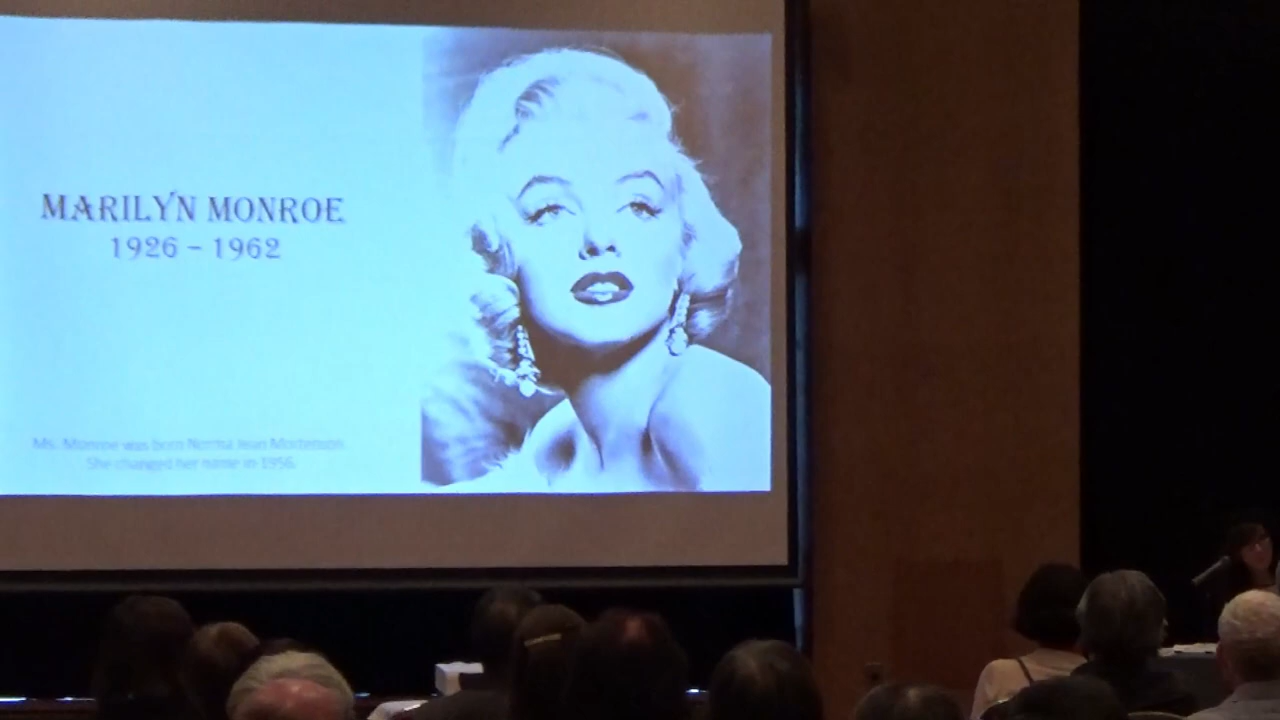 MARILYN MONROE
1926 – 1962
Ms. Monroe was born Norma Jean Mortenson.
She changed her name in 1956.